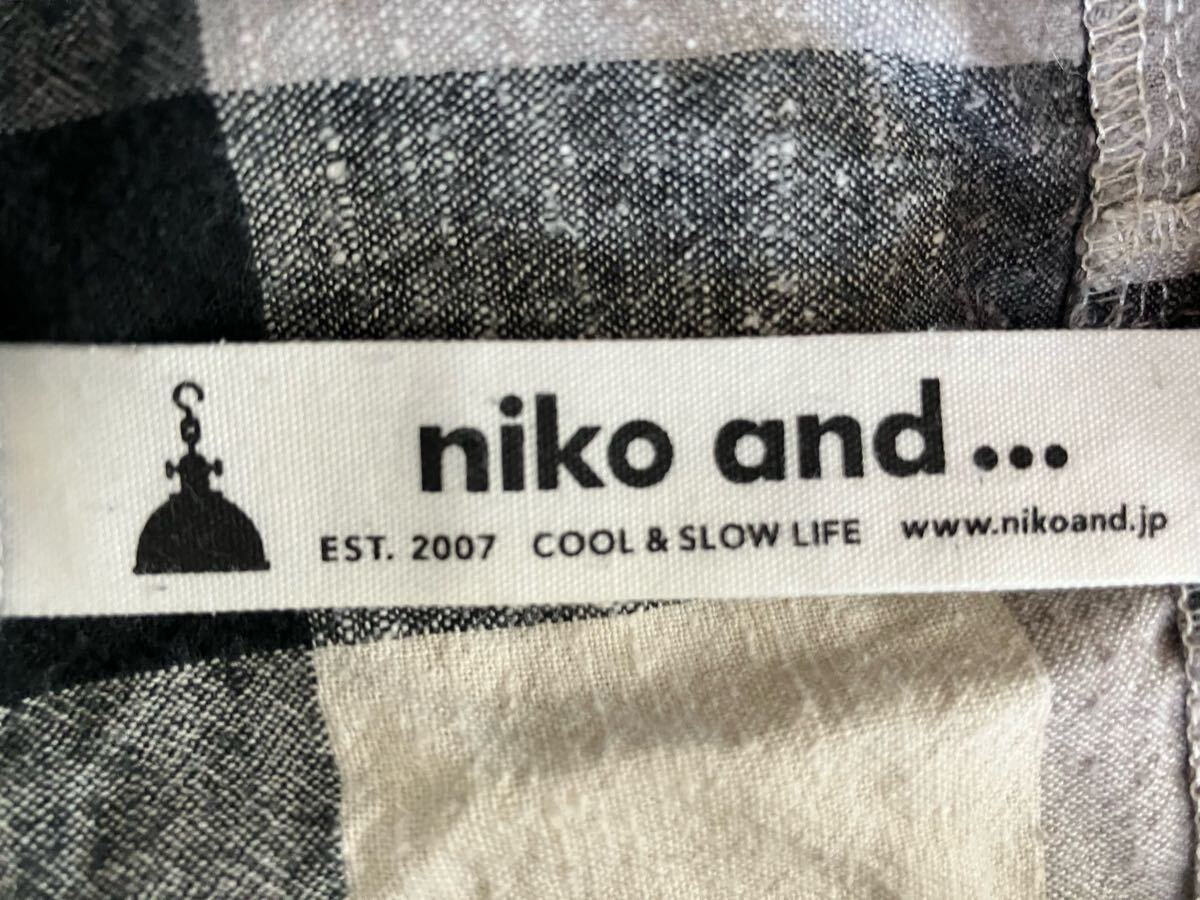 niko and...
EST. 2007 COOL & SLOW LIFE www.nikoand.jp